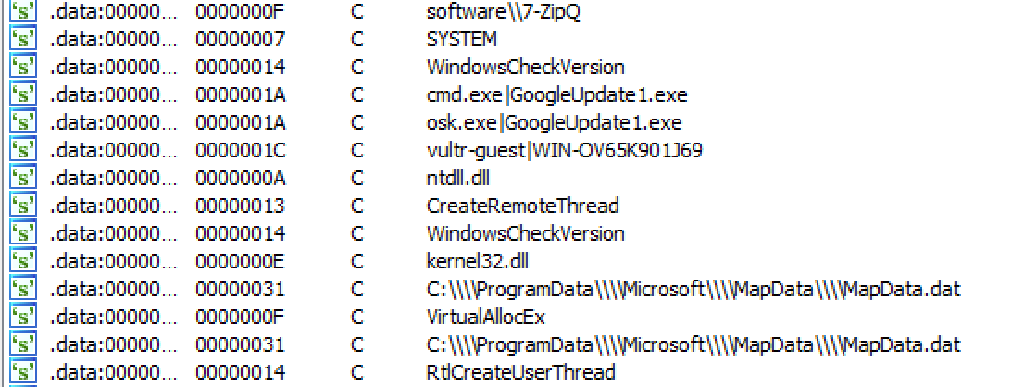 's' .data:00000... 0000000F C software\\7-ZipQ
's' .data:00000... 00000007 C SYSTEM
's' .data:00000... 00000014 C WindowsCheckVersion
's' .data:00000... 0000001A C cmd.exe|GoogleUpdate1.exe
's' .data:00000... 0000001A C osk.exe|GoogleUpdate1.exe
's' .data:00000... 0000001C C vultr-guest|WIN-OV65K901J69
's' .data:00000... 0000000A C ntdll.dll
's' .data:00000... 00000013 C CreateRemoteThread
's' .data:00000... 00000014 C WindowsCheckVersion
's' .data:00000... 0000000E C kernel32.dll
's' .data:00000... 00000031 C C:\\\\ProgramData\\\\Microsoft\\\\MapData\\\\MapData.dat
's' .data:00000... 0000000F C VirtualAllocEx
's' .data:00000... 00000031 C C:\\\\ProgramData\\\\Microsoft\\\\MapData\\\\MapData.dat
's' .data:00000... 00000014 C RtlCreateUserThread